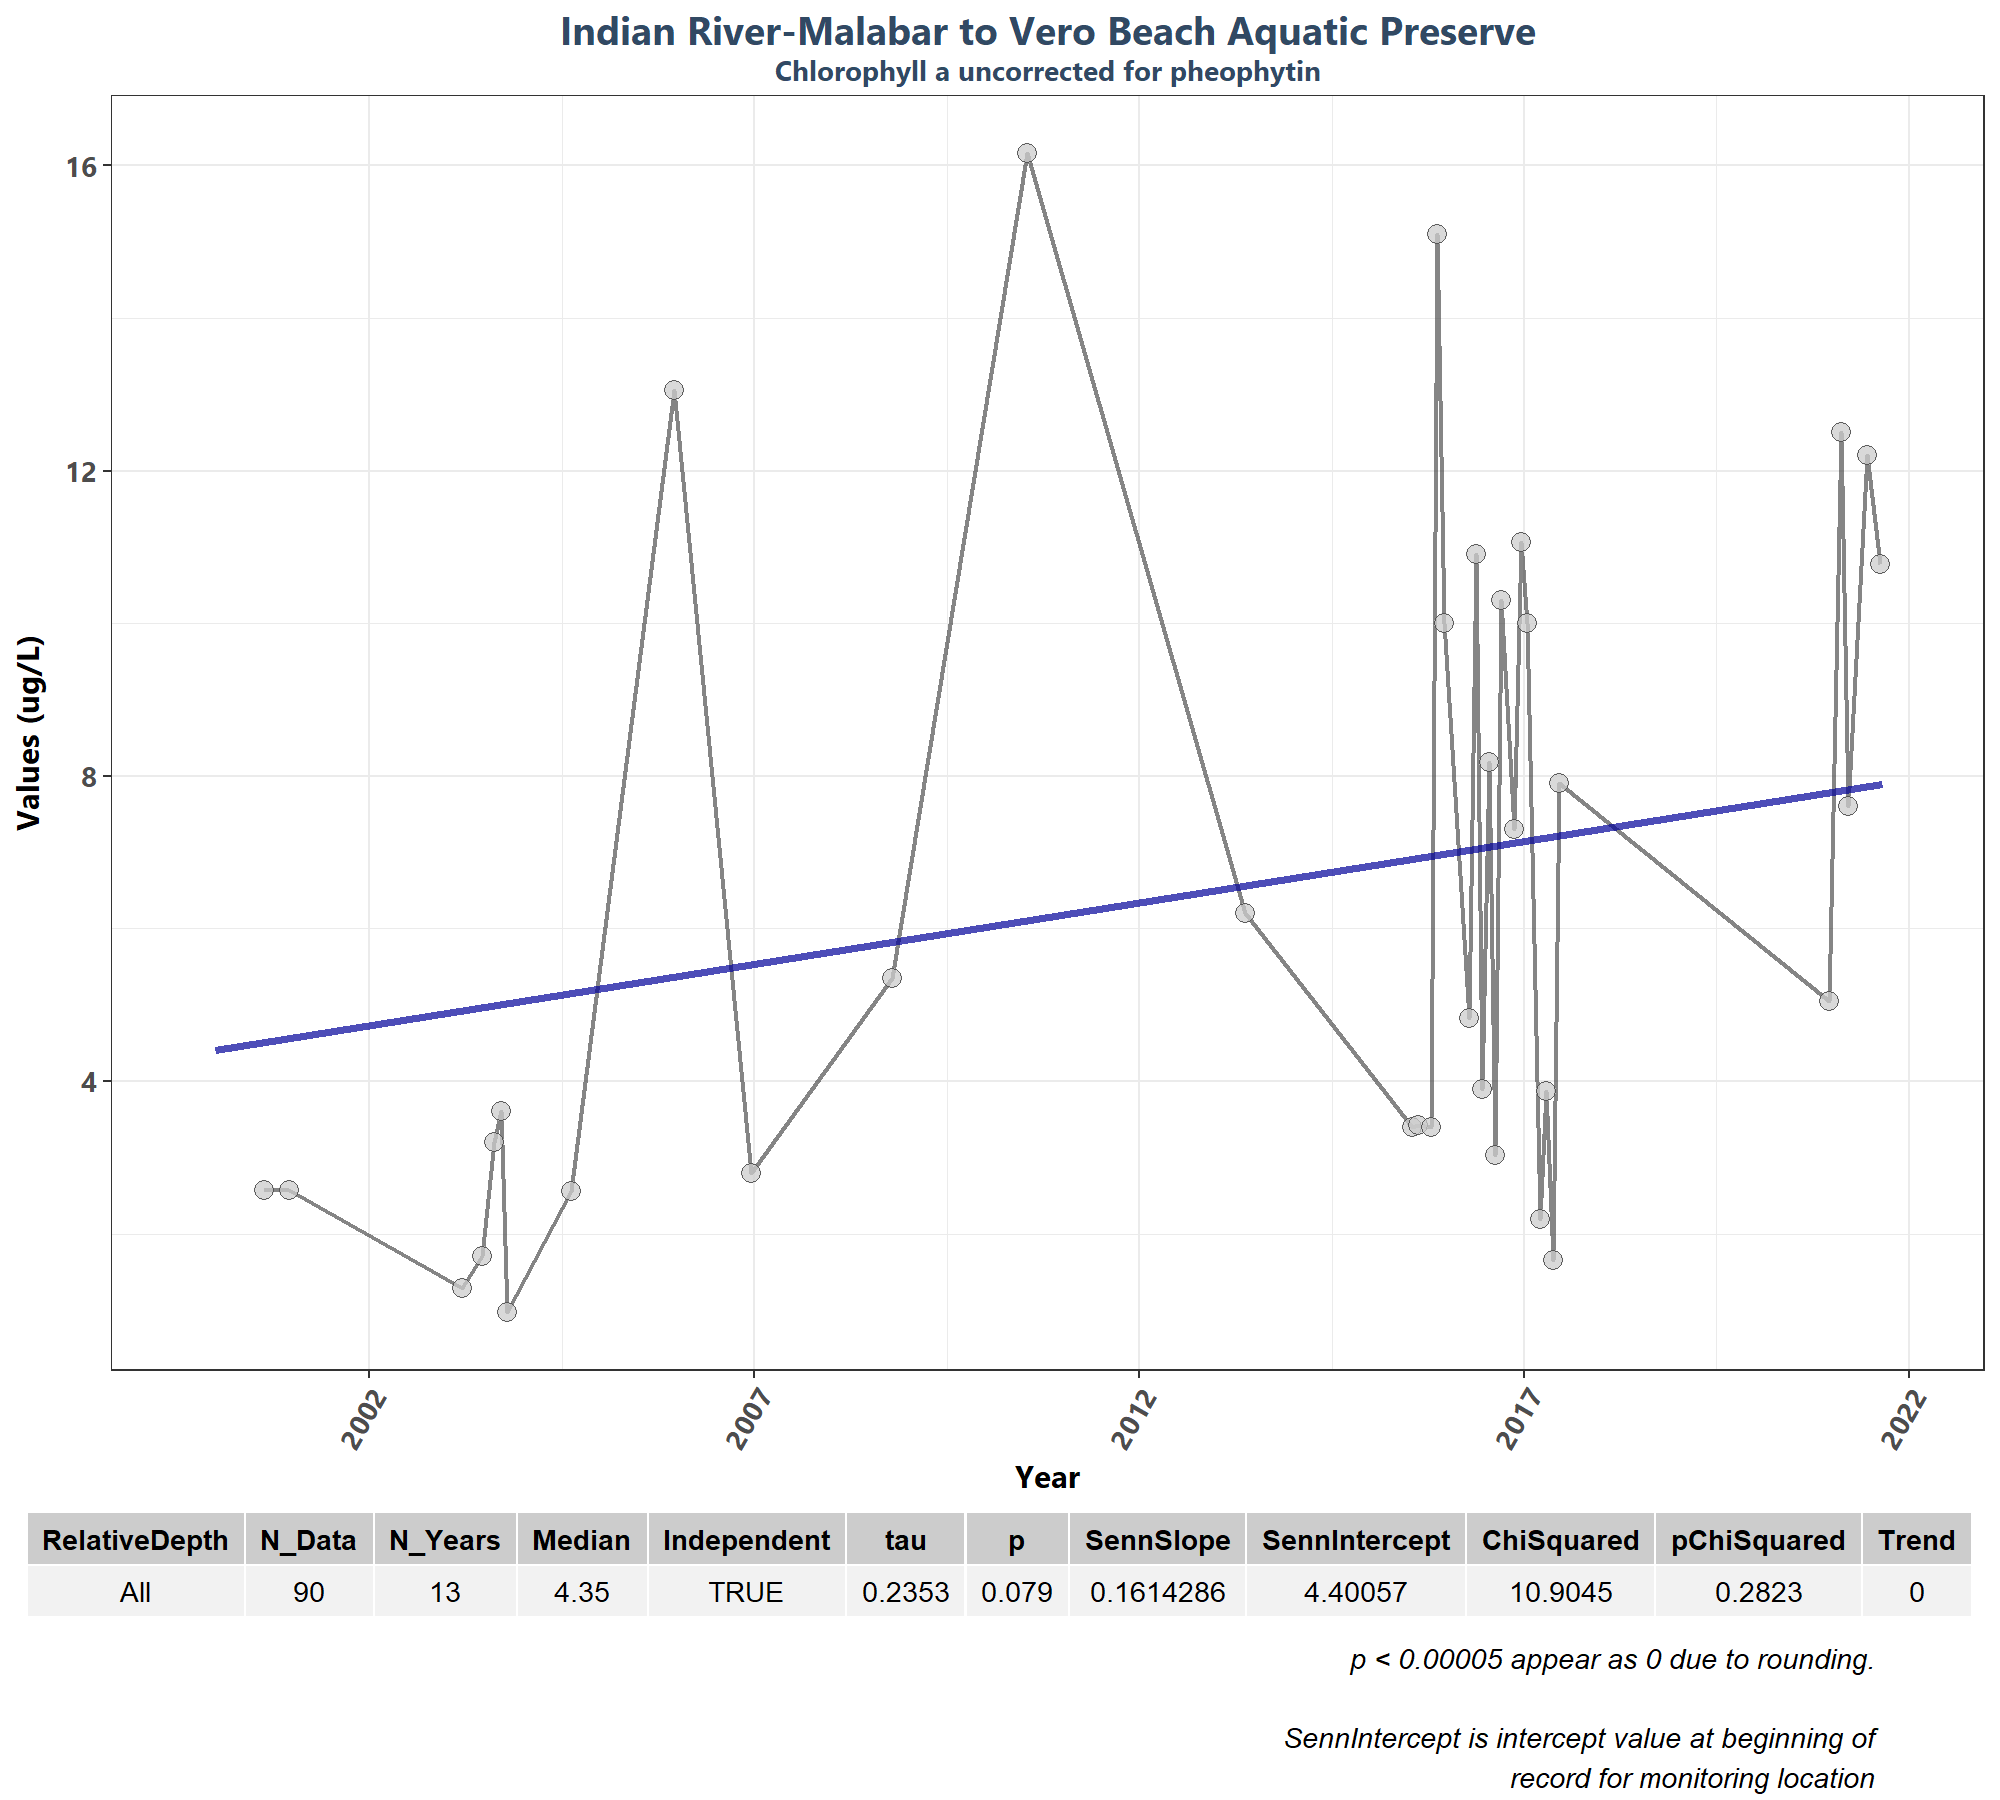 Indian River-Malabar to Vero Beach Aquatic Preserve
Chlorophyll a uncorrected for pheophytin
Values (ug/L)
16
12
8
4
2002
2007
2012
2017
2022
Year
RelativeDepth N_Data N_Years Median Independent tau p SennSlope SennIntercept ChiSquared pChiSquared Trend
All 90 13 4.35 TRUE 0.2353 0.079 0.1614286 4.40057 10.9045 0.2823 0
p < 0.00005 appear as 0 due to rounding.
SennIntercept is intercept value at beginning of
record for monitoring location